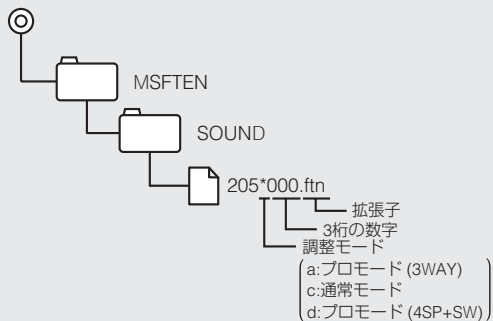 MSFTEN
SOUND
205*000.ftn
拡張子
3桁の数字
調整モード
a:プロモード (3WAY)
c:通常モード
d:プロモード (4SP+SW)